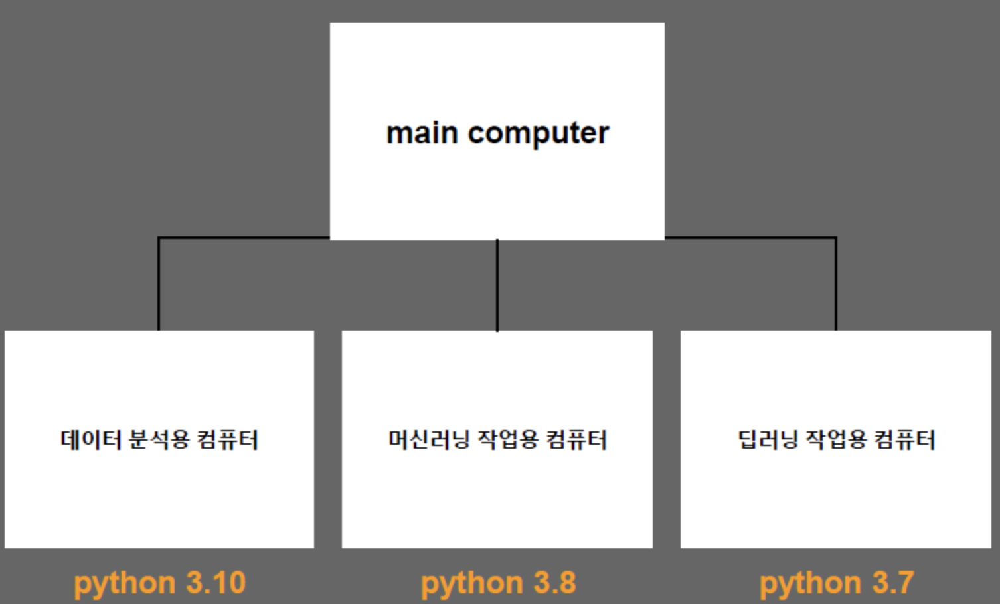 main computer
데이터 분석용 컴퓨터
머신러닝 작업용 컴퓨터
딥러닝 작업용 컴퓨터
python 3.10
python 3.8
python 3.7